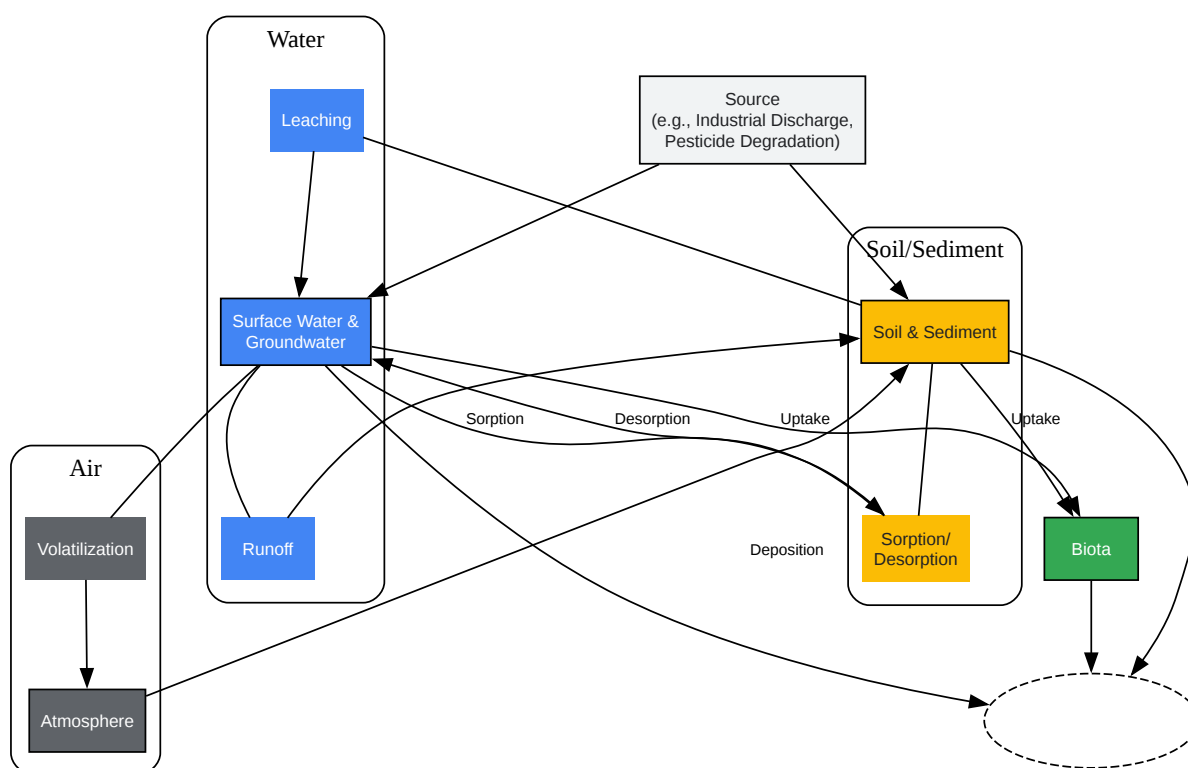 Water
Leaching
Source
(e.g., Industrial Discharge,
Pesticide Degradation)
Soil/Sediment
Surface Water &
Groundwater
Soil & Sediment
Sorption
Desorption
Uptake
Uptake
Air
Volatilization
Runoff
Deposition
Sorption/
Desorption
Biota
Atmosphere